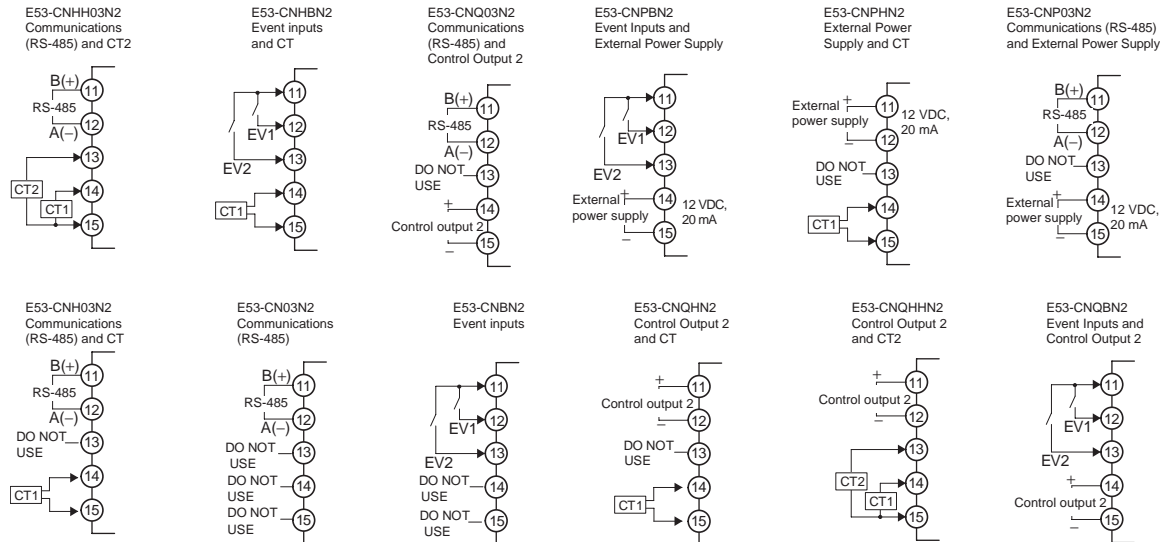 E53-CNHH03N2
Communications
(RS-485) and CT2
B(+)
11
RS-485
12
A(−)
13
CT2
14
CT1
15
E53-CNHBN2
Event inputs
and CT
11
12
EV1
13
EV2
14
CT1
15
E53-CNQ03N2
Communications
(RS-485) and
Control Output 2
B(+)
11
RS-485
12
A(−)
DO NOT
USE
13
+
14
Control output 2
−
15
E53-CNPBN2
Event Inputs and
External Power Supply
11
12
EV1
13
EV2
External
power supply
+
14
12 VDC,
20 mA
−
15
E53-CNPHN2
External Power
Supply and CT
External
power supply
+
11
12 VDC,
20 mA
−
12
DO NOT
USE
13
14
CT1
15
E53-CNP03N2
Communications (RS-485)
and External Power Supply
B(+)
11
RS-485
12
A(−)
DO NOT
USE
13
External
power supply
+
14
12 VDC,
20 mA
−
15
E53-CNH03N2
Communications
(RS-485) and CT
B(+)
11
RS-485
12
A(−)
DO NOT
USE
13
14
CT1
15
E53-CN03N2
Communications
(RS-485)
B(+)
11
RS-485
12
A(−)
DO NOT
USE
13
DO NOT
USE
14
DO NOT
USE
15
E53-CNBN2
Event inputs
11
12
EV1
13
EV2
DO NOT
USE
14
DO NOT
USE
15
E53-CNQHN2
Control Output 2
and CT
+
11
Control output 2
−
12
DO NOT
USE
13
14
CT1
15
E53-CNQHHN2
Control Output 2
and CT2
+
11
Control output 2
−
12
13
CT2
14
CT1
15
E53-CNQBN2
Event Inputs and
Control Output 2
11
12
EV1
13
EV2
+
14
Control output 2
−
15